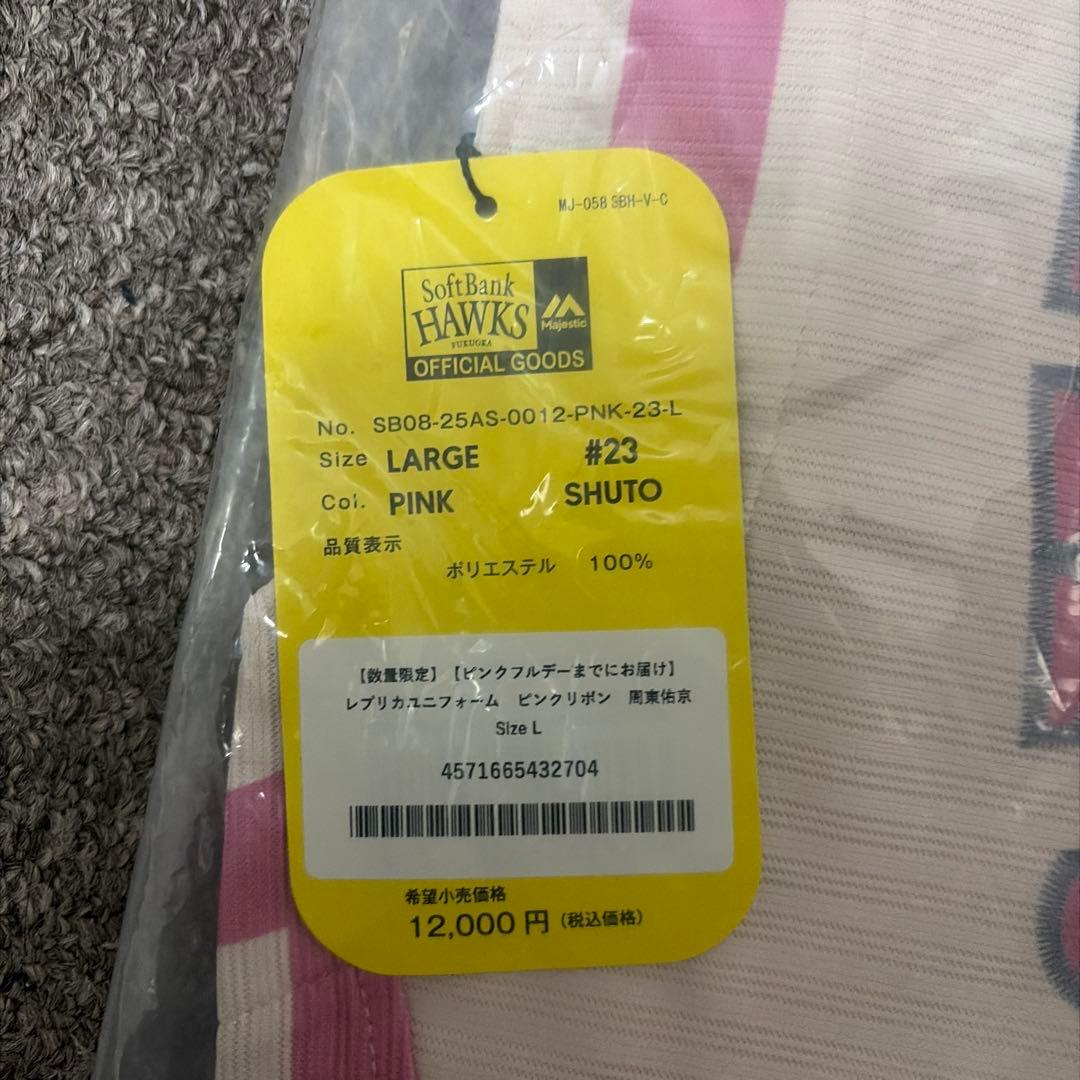 MJ-058 SBH-V-C
SoftBank
HAWKS
FUKUOKA
Majestic
OFFICIAL GOODS
No. SB08-25AS-0012-PNK-23-L
Size LARGE #23
Col. PINK SHUTO
品質表示
ポリエステル 100%
【数量限定】【ピンクフルデーまでにお届け】
レプリカユニフォーム ピンクリボン 周東佑京
Size L
4571665432704
希望小売価格
12,000円(税込価格)